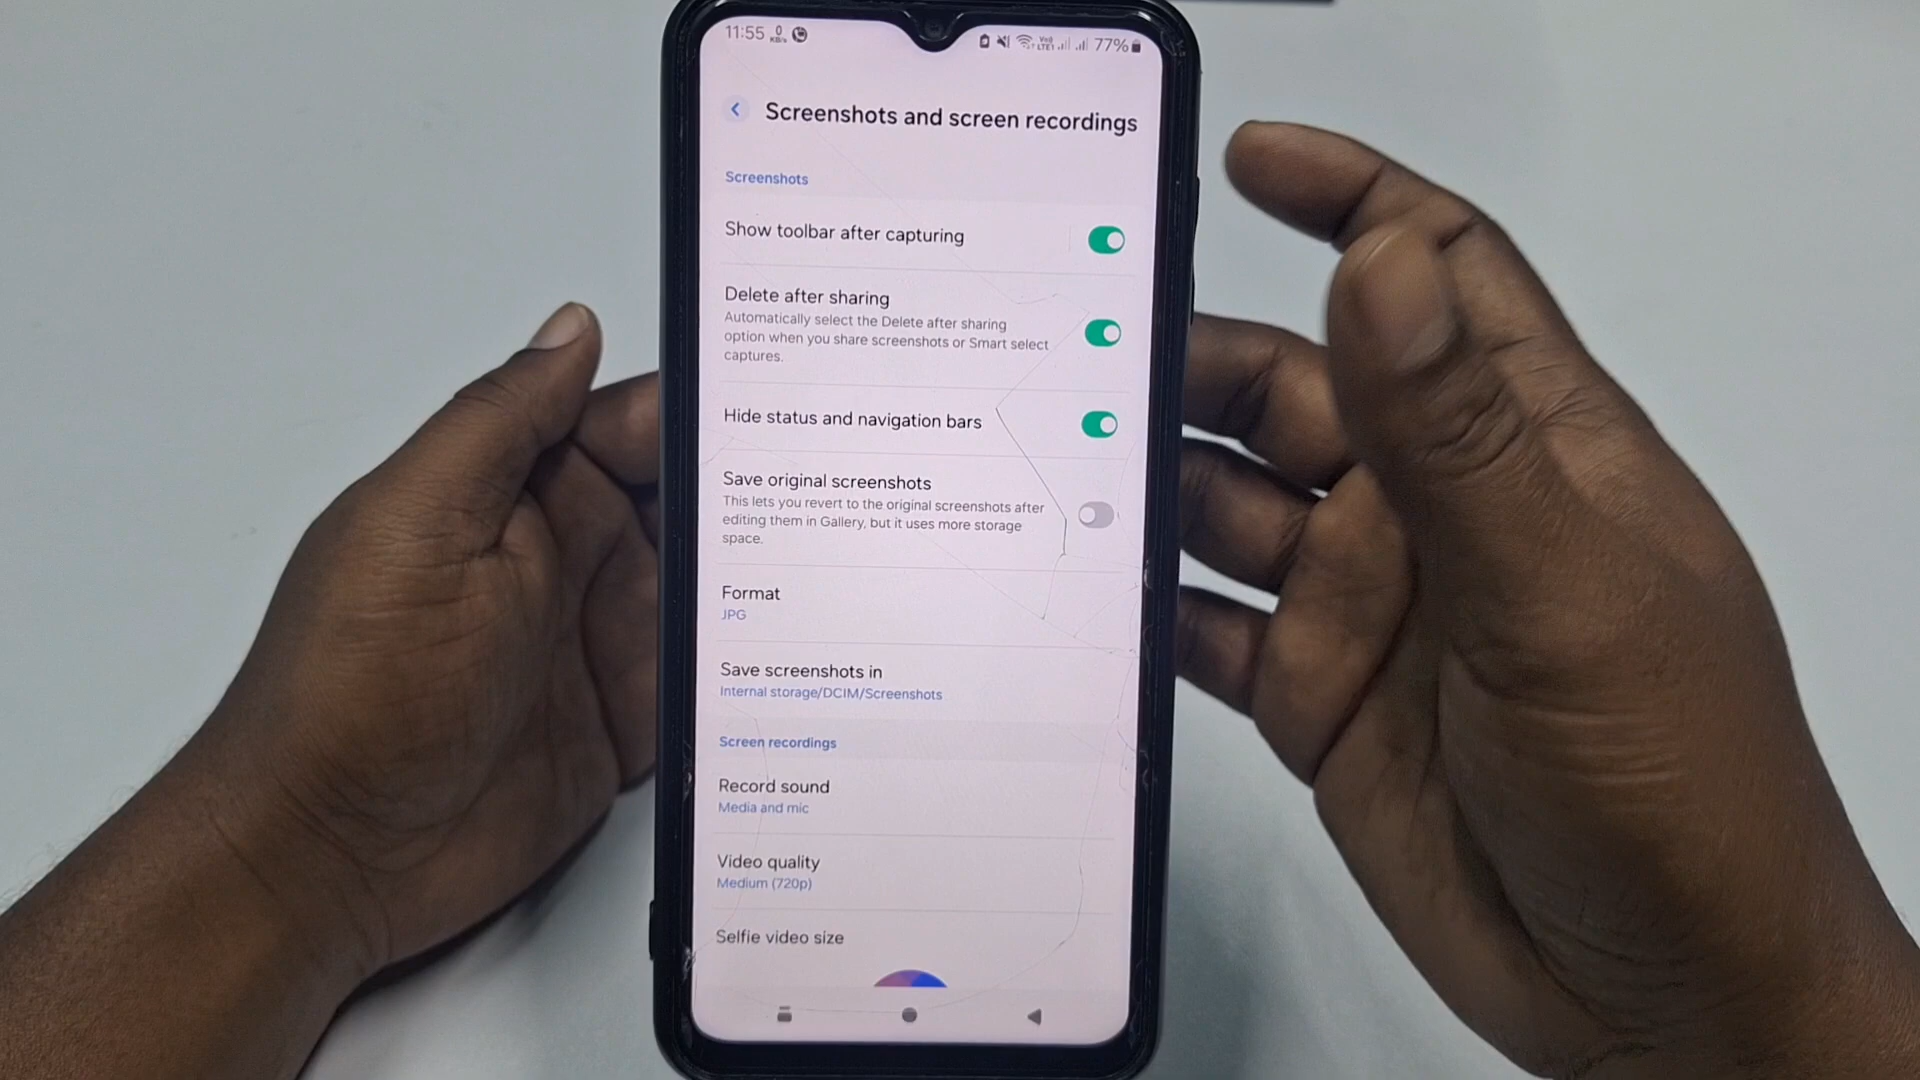 11:55 0 KB/s 77%
Screenshots and screen recordings
Screenshots
Show toolbar after capturing
Delete after sharing
Automatically select the Delete after sharing
option when you share screenshots or Smart select
captures.
Hide status and navigation bars
Save original screenshots
This lets you revert to the original screenshots after
editing them in Gallery, but it uses more storage
space.
Format
JPG
Save screenshots in
Internal storage/DCIM/Screenshots
Screen recordings
Record sound
Media and mic
Video quality
Medium (720p)
Selfie video size